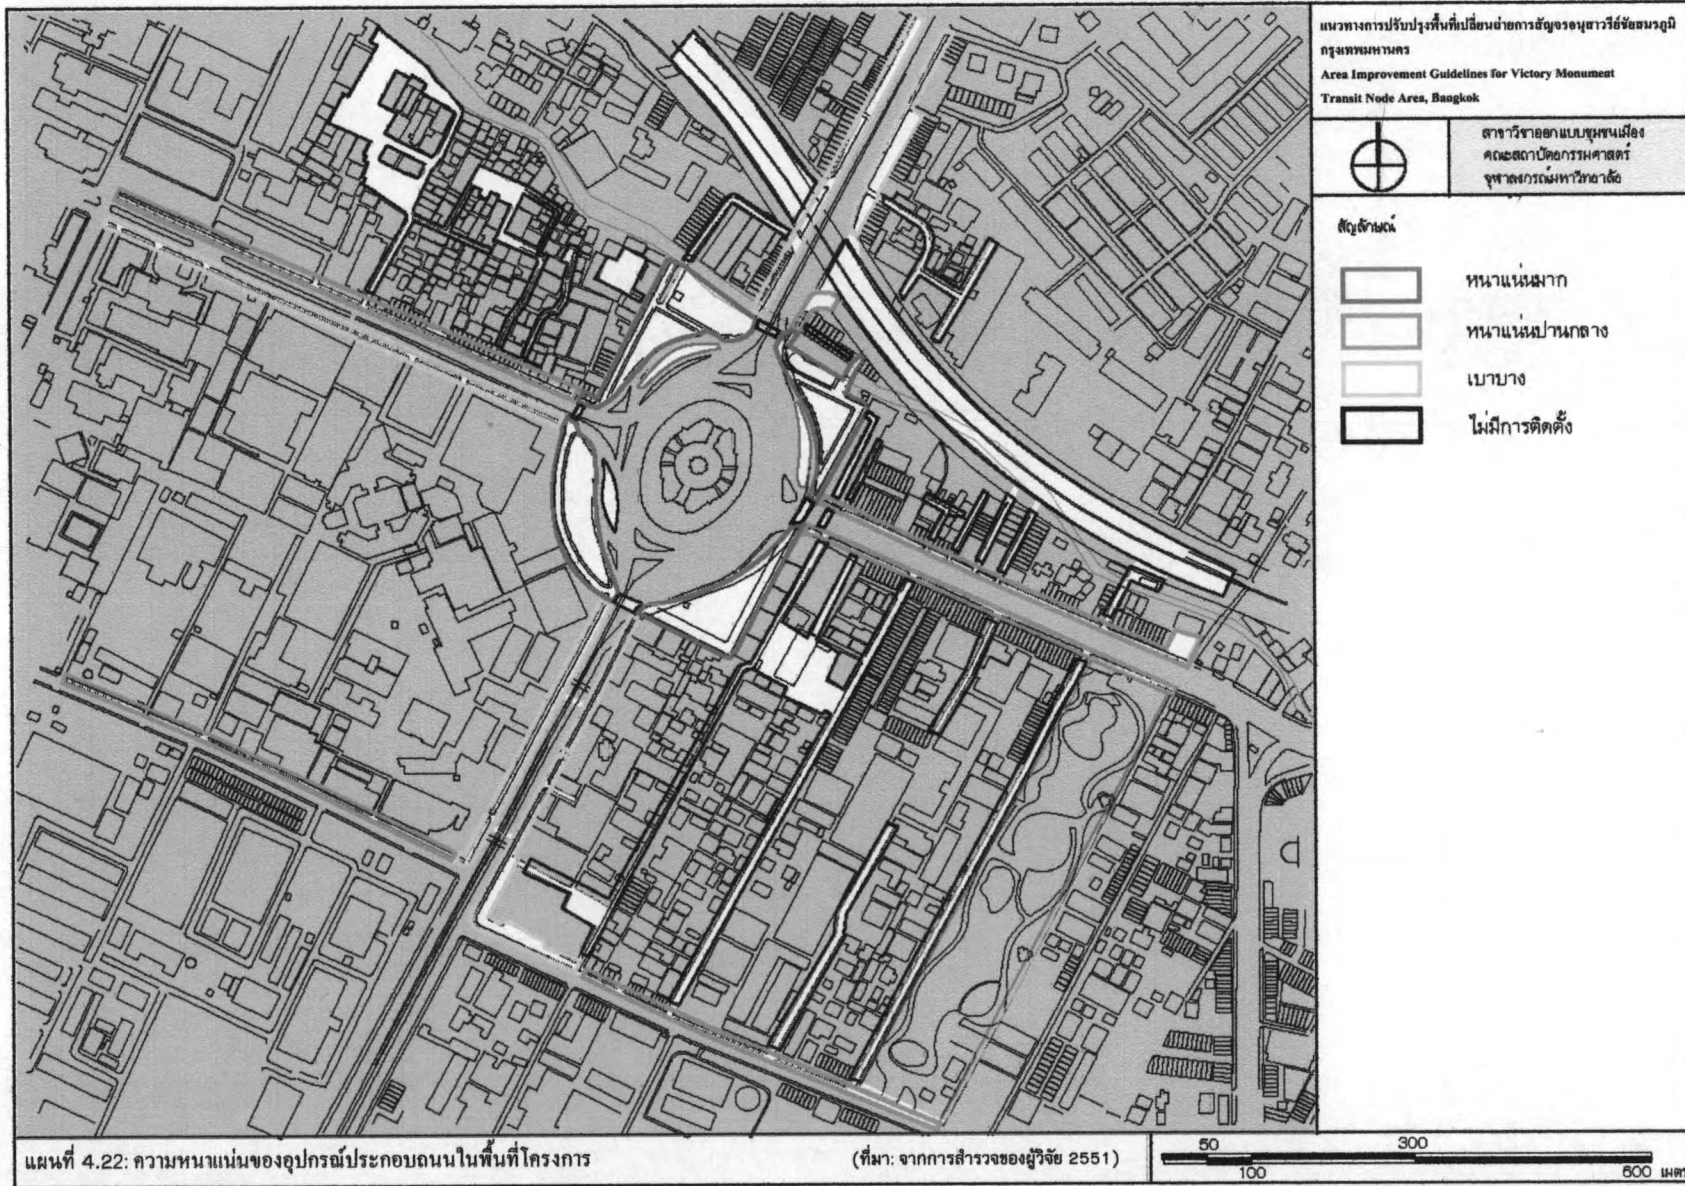 แนวทางการปรับปรุงพื้นที่เปลี่ยนถ่ายการสัญจรอนุสาวรีย์ชัยสมรภูมิ
กรุงเทพมหานคร
Area Improvement Guidelines for Victory Monument
Transit Node Area, Bangkok
สาขาวิชาออกแบบชุมชนเมือง
คณะสถาปัตยกรรมศาสตร์
จุฬาลงกรณ์มหาวิทยาลัย
สัญลักษณ์
หนาแน่นมาก
หนาแน่นปานกลาง
เบาบาง
ไม่มีการติดตั้ง
แผนที่ 4.22: ความหนาแน่นของอุปกรณ์ประกอบถนนในพื้นที่โครงการ
(ที่มา: จากการสำรวจของผู้วิจัย 2551)
50 300
100 600 เมตร